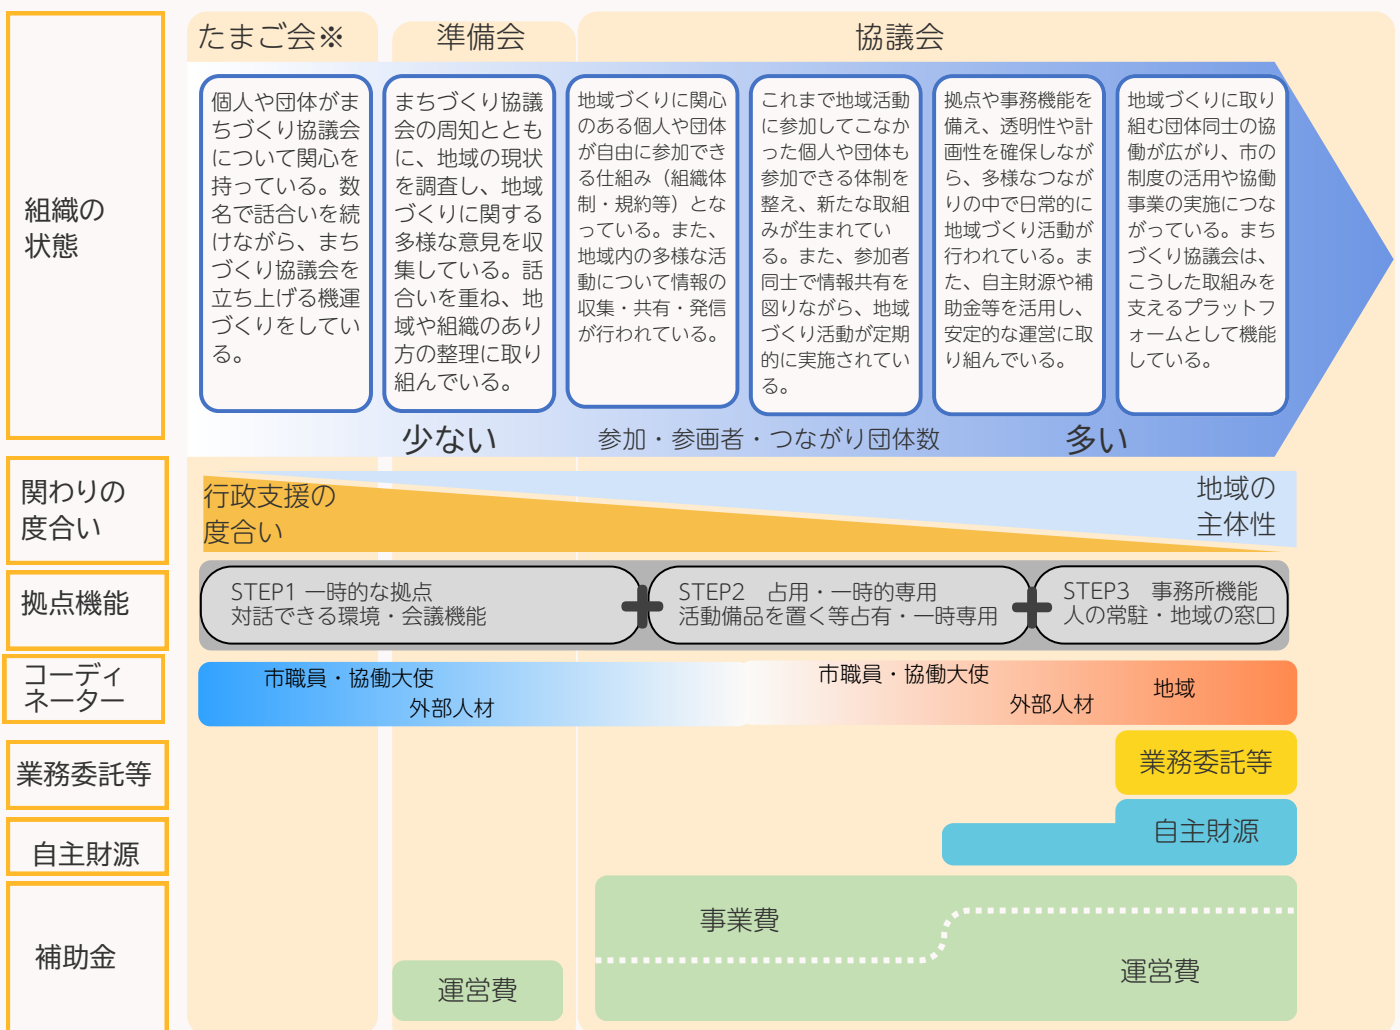 たまご会※
準備会
協議会
組織の
状態
個人や団体がま
ちづくり協議会
について関心を
持っている。数
名で話合いを続
けながら、まち
づくり協議会を
立ち上げる機運
づくりをしてい
る。
まちづくり協議
会の周知ととも
に、地域の現状
を調査し、地域
づくりに関する
多様な意見を収
集している。話
合いを重ね、地
域や組織のあり
方の整理に取り
組んでいる。
地域づくりに関心
のある個人や団体
が自由に参加でき
る仕組み（組織体
制・規約等）とな
っている。また、
地域内の多様な活
動について情報の
収集・共有・発信
が行われている。
これまで地域活動
に参加してこなか
った個人や団体も
参加できる体制を
整え、新たな取組
みが生まれてい
る。また、参加者
同士で情報共有を
図りながら、地域
づくり活動が定期
的に実施されてい
る。
拠点や事務機能を
備え、透明性や計
画性を確保しなが
ら、多様なつなが
りの中で日常的に
地域づくり活動が
行われている。ま
た、自主財源や補
助金等を活用し、
安定的な運営に取
り組んでいる。
地域づくりに取り
組む団体同士の協
働が広がり、市の
制度の活用や協働
事業の実施につな
がっている。まち
づくり協議会は、
こうした取組みを
支えるプラットフ
ォームとして機能
している。
少ない
参加・参画者・つながり団体数
多い
関わりの
度合い
行政支援の
度合い
地域の
主体性
拠点機能
STEP1 一時的な拠点
対話できる環境・会議機能
STEP2　占用・一時的専用
活動備品を置く等占有・一時専用
STEP3　事務所機能
人の常駐・地域の窓口
コーディ
ネーター
市職員・協働大使
外部人材
市職員・協働大使
外部人材
地域
業務委託等
業務委託等
自主財源
自主財源
補助金
運営費
事業費
運営費